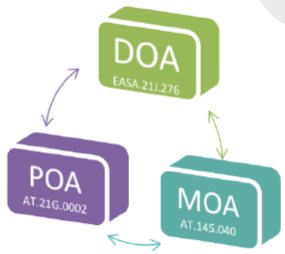 DOA
EASA.21J.276
POA
AT.21G.0002
MOA
AT.145.040